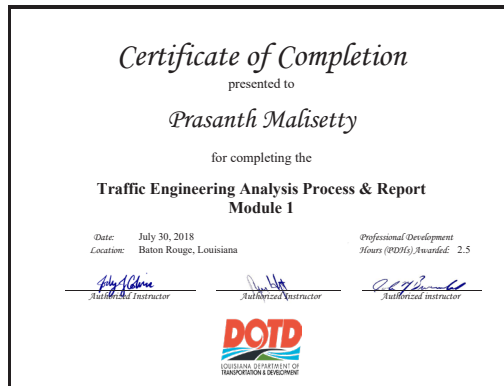 Certificate of Completion
presented to
Prasanth Malisetty
for completing the
Traffic Engineering Analysis Process & Report
Module 1
Date: July 30, 2018
Location: Baton Rouge, Louisiana
Professional Development
Hours (PDHs) Awarded: 2.5
Authorized Instructor
Authorized Instructor
Authorized instructor
DOTD
LOUISIANA DEPARTMENT OF
TRANSPORTATION & DEVELOPMENT